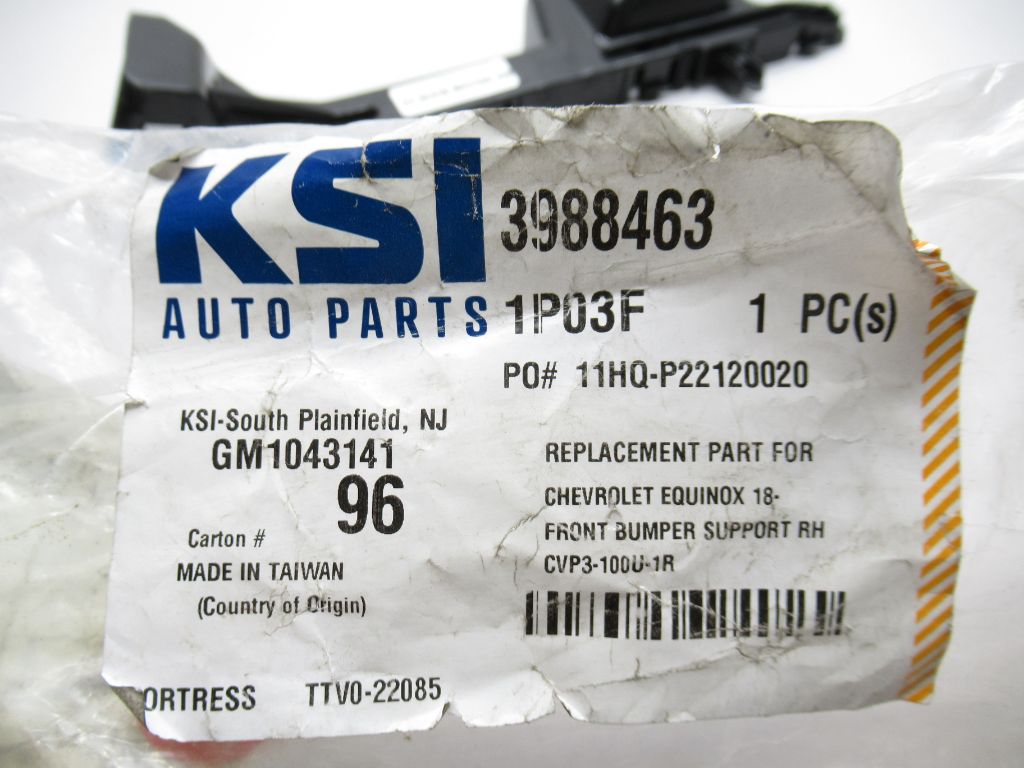 KSI
AUTO PARTS
3988463
1P03F 1 PC(s)
PO# 11HQ-P22120020
KSI-South Plainfield, NJ
GM1043141
96
Carton #
MADE IN TAIWAN
(Country of Origin)
ORTRESS TTV0-22085
REPLACEMENT PART FOR
CHEVROLET EQUINOX 18-
FRONT BUMPER SUPPORT RH
CVP3-100U-1R